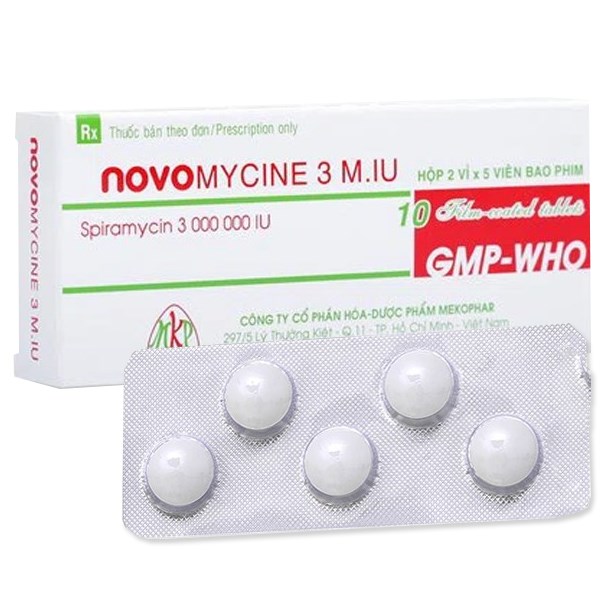 Rx Thuốc bán theo đơn/Prescription only
novoMYCINE 3 M.IU
HỘP 2 VỈ x 5 VIÊN BAO PHIM
10 Film-coated tablets
Spiramycin 3 000 000 IU
GMP-WHO
MKP
CÔNG TY CỔ PHẦN HÓA-DƯỢC PHẨM MEKOPHAR
297/5 Lý Thường Kiệt - Q.11 - TP. Hồ Chí Minh - Việt Nam
novoMYCINE 3 M.IU